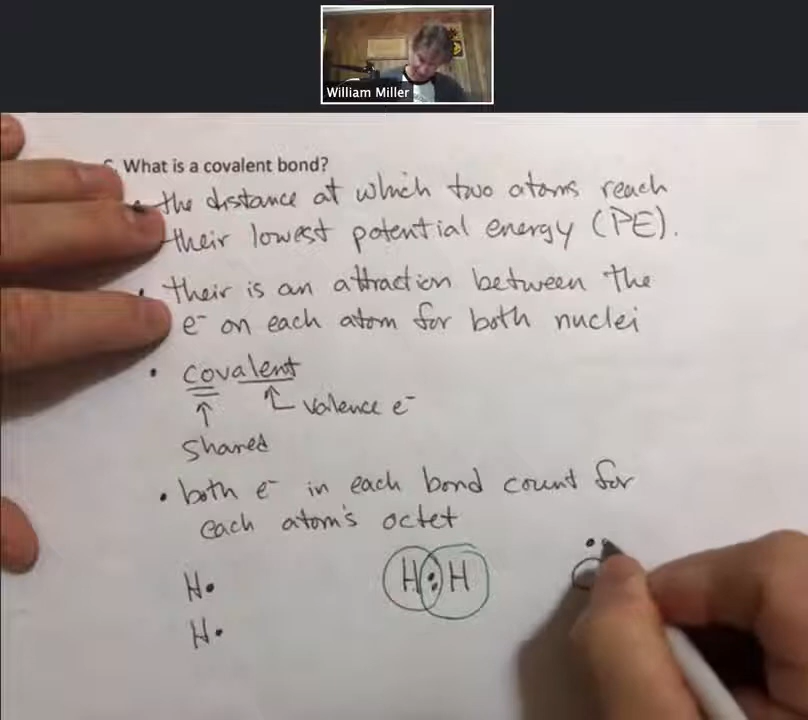 William Miller
What is a covalent bond?
• the distance at which two atoms reach
their lowest potential energy (PE).
• their is an attraction between the
e⁻ on each atom for both nuclei
• covalent
↑ valence e⁻
shared
• both e⁻ in each bond count for
each atom's octet
H•
H:H
H•